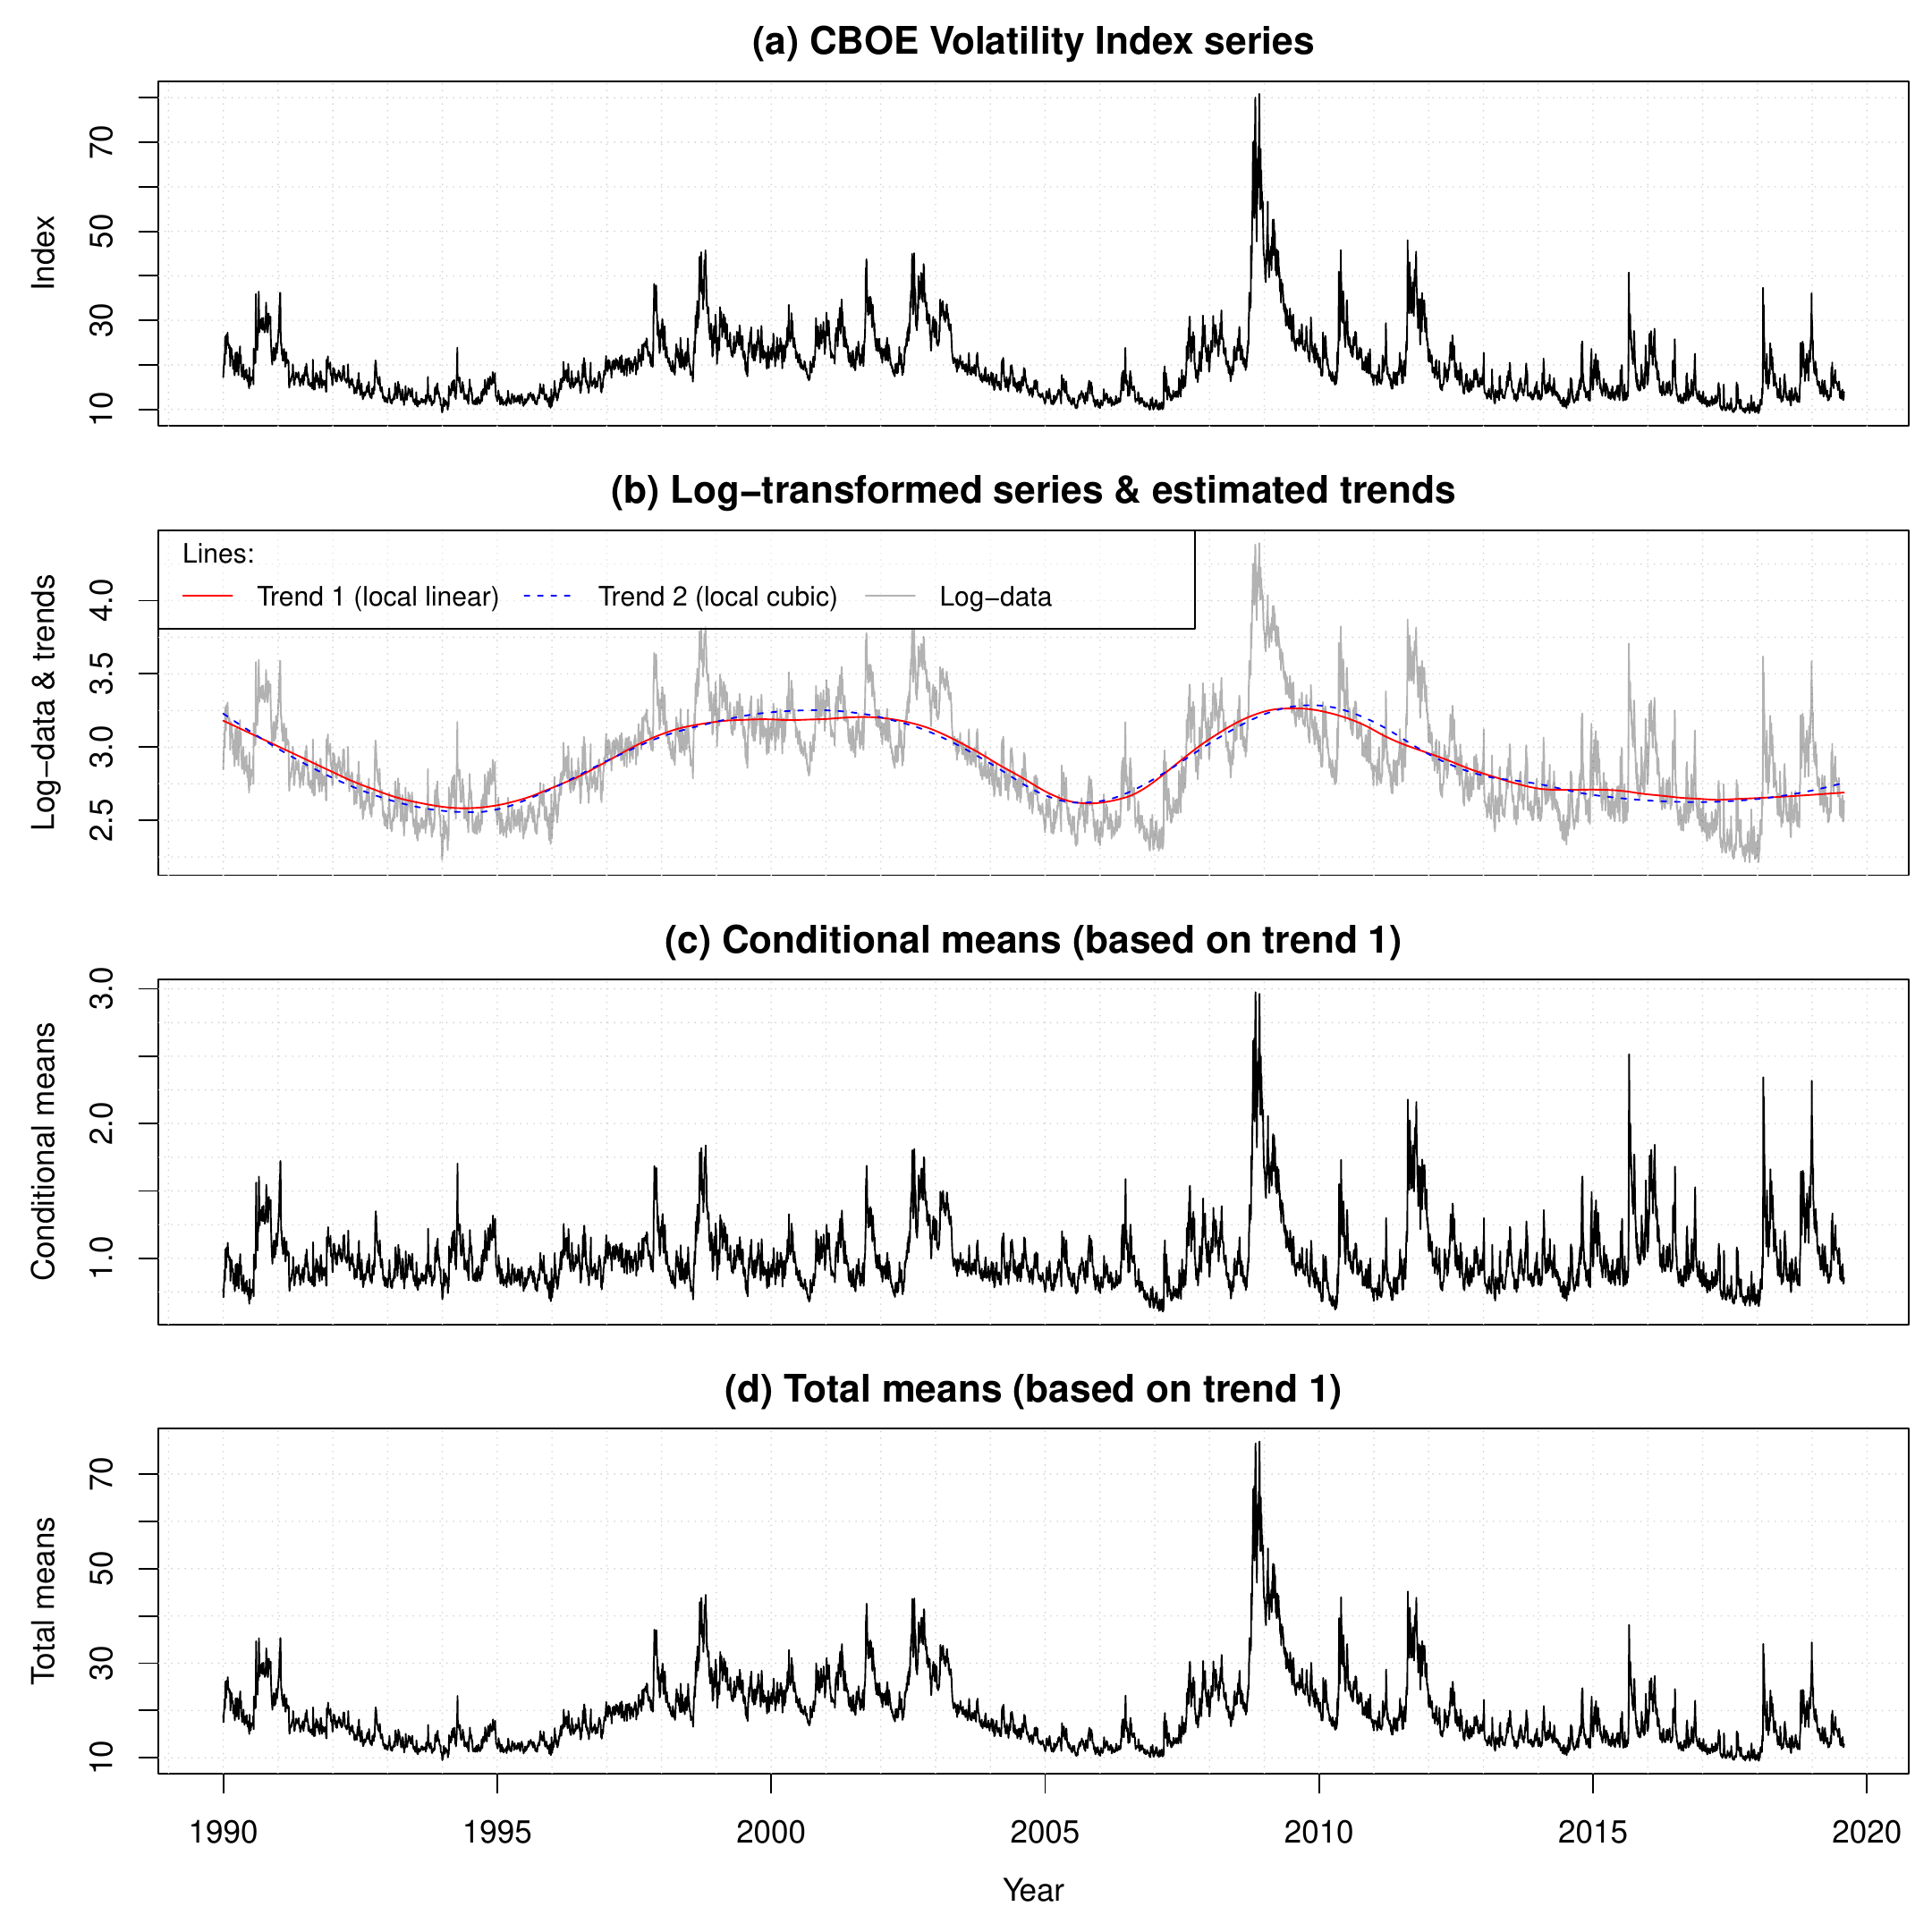 (a) CBOE Volatility Index series
Index
10 30 50 70
(b) Log−transformed series & estimated trends
Log−data & trends
2.5 3.0 3.5 4.0
Lines:
Trend 1 (local linear) Trend 2 (local cubic) Log−data
(c) Conditional means (based on trend 1)
Conditional means
1.0 2.0 3.0
(d) Total means (based on trend 1)
Total means
10 30 50 70
1990 1995 2000 2005 2010 2015 2020
Year